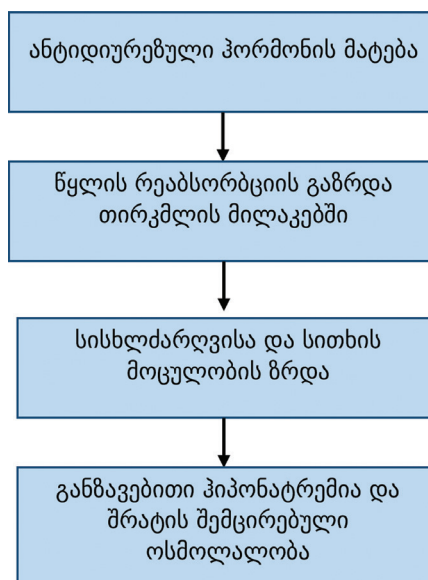 ანტიდიურეზული ჰორმონის მატება
წყლის რეაბსორბციის გაზრდა
თირკმლის მილაკებში
სისხლძარღვისა და სითხის
მოცულობის ზრდა
განზავებითი ჰიპონატრემია და
შრატის შემცირებული
ოსმოლალობა